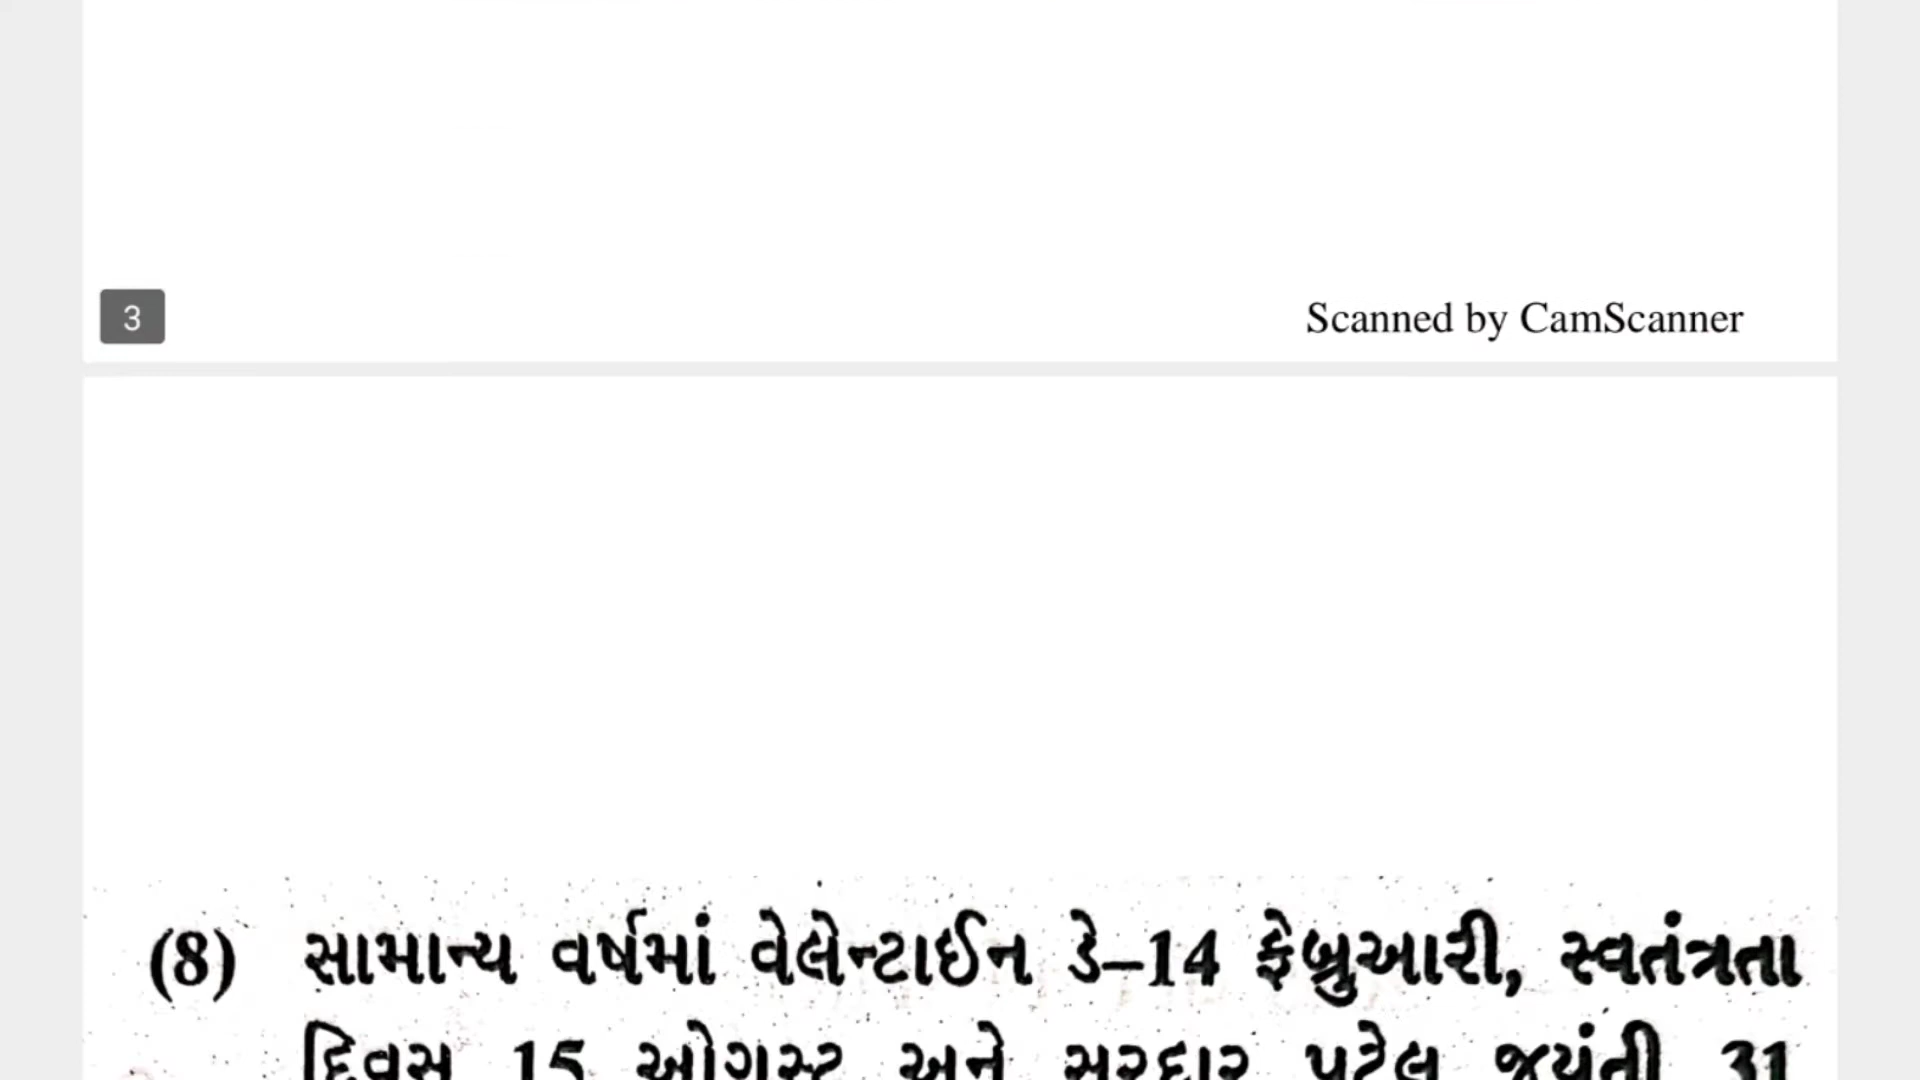 3
Scanned by CamScanner
(8) સામાન્ય વર્ષમાં વેલેન્ટાઈન ડે–14 ફેબ્રુઆરી, સ્વતંત્રતા
દિવસ 15 ઓગસ્ટ અને સરદાર પટેલ જયંતી 31